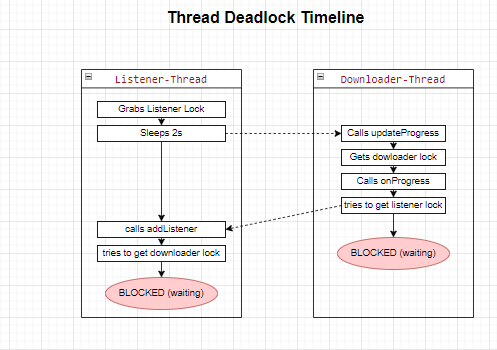 Thread Deadlock Timeline
Listener-Thread
Grabs Listener Lock
Sleeps 2s
calls addListener
tries to get downloader lock
BLOCKED (waiting)
Downloader-Thread
Calls updateProgress
Gets dowloader lock
Calls onProgress
tries to get listener lock
BLOCKED (waiting)